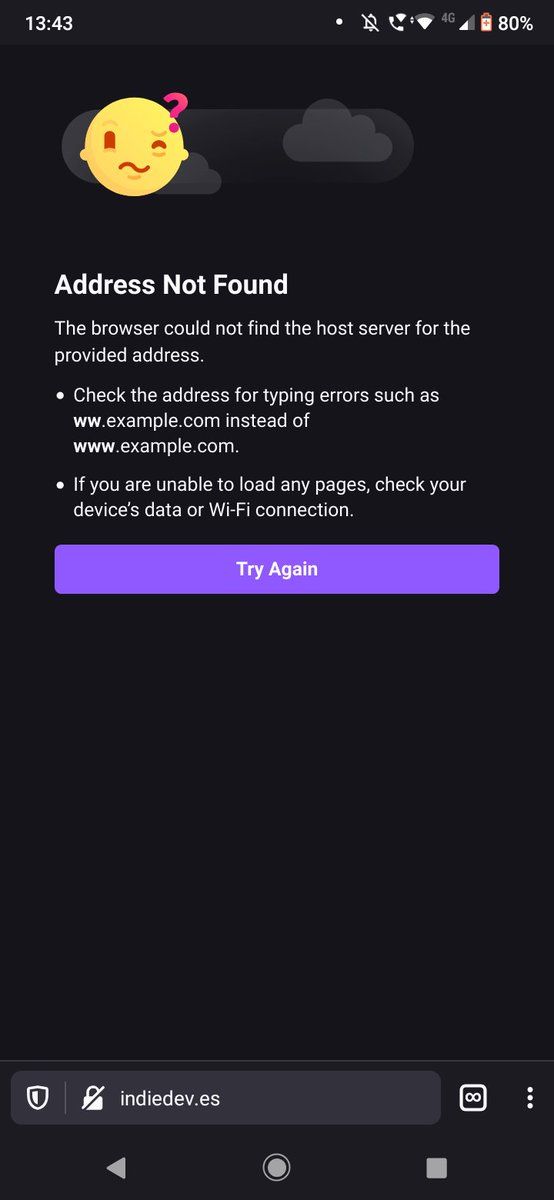 13:43
4G
80%
?
Address Not Found
The browser could not find the host server for the
provided address.
• Check the address for typing errors such as
ww.example.com instead of
www.example.com.
• If you are unable to load any pages, check your
device’s data or Wi-Fi connection.
Try Again
indiedev.es
∞